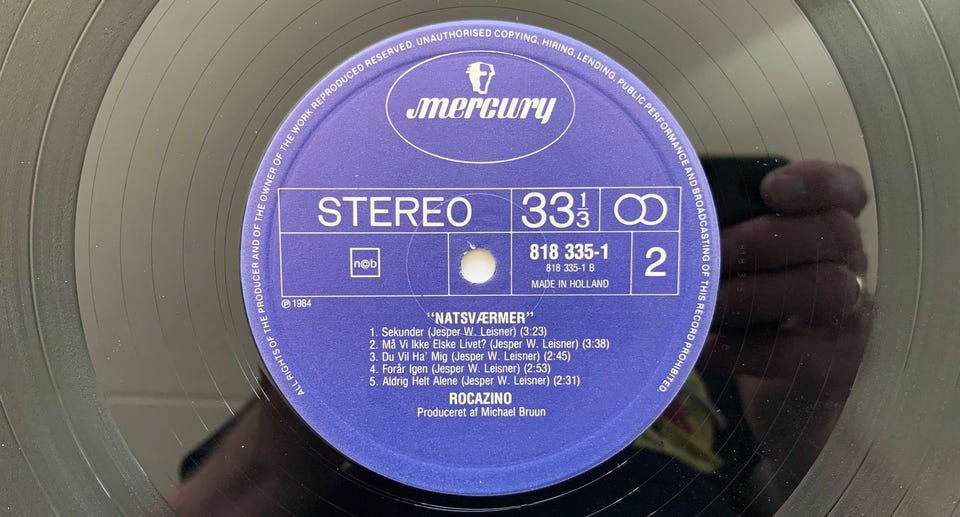 ALL RIGHTS OF THE PRODUCER AND OF THE OWNER OF THE WORK REPRODUCED RESERVED. UNAUTHORISED COPYING, HIRING, LENDING, PUBLIC PERFORMANCE AND BROADCASTING OF THIS RECORD PROHIBITED
mercury
STEREO 33 1/3
818 335-1
818 335-1 B
MADE IN HOLLAND
n©b
2
℗ 1984
“NATSVÆRMER”
1. Sekunder (Jesper W. Leisner) (3:23)
2. Må Vi Ikke Elske Livet? (Jesper W. Leisner) (3:38)
3. Du Vil Ha' Mig (Jesper W. Leisner) (2:45)
4. Forår Igen (Jesper W. Leisner) (2:53)
5. Aldrig Helt Alene (Jesper W. Leisner) (2:31)
ROCAZINO
Produceret af Michael Bruun